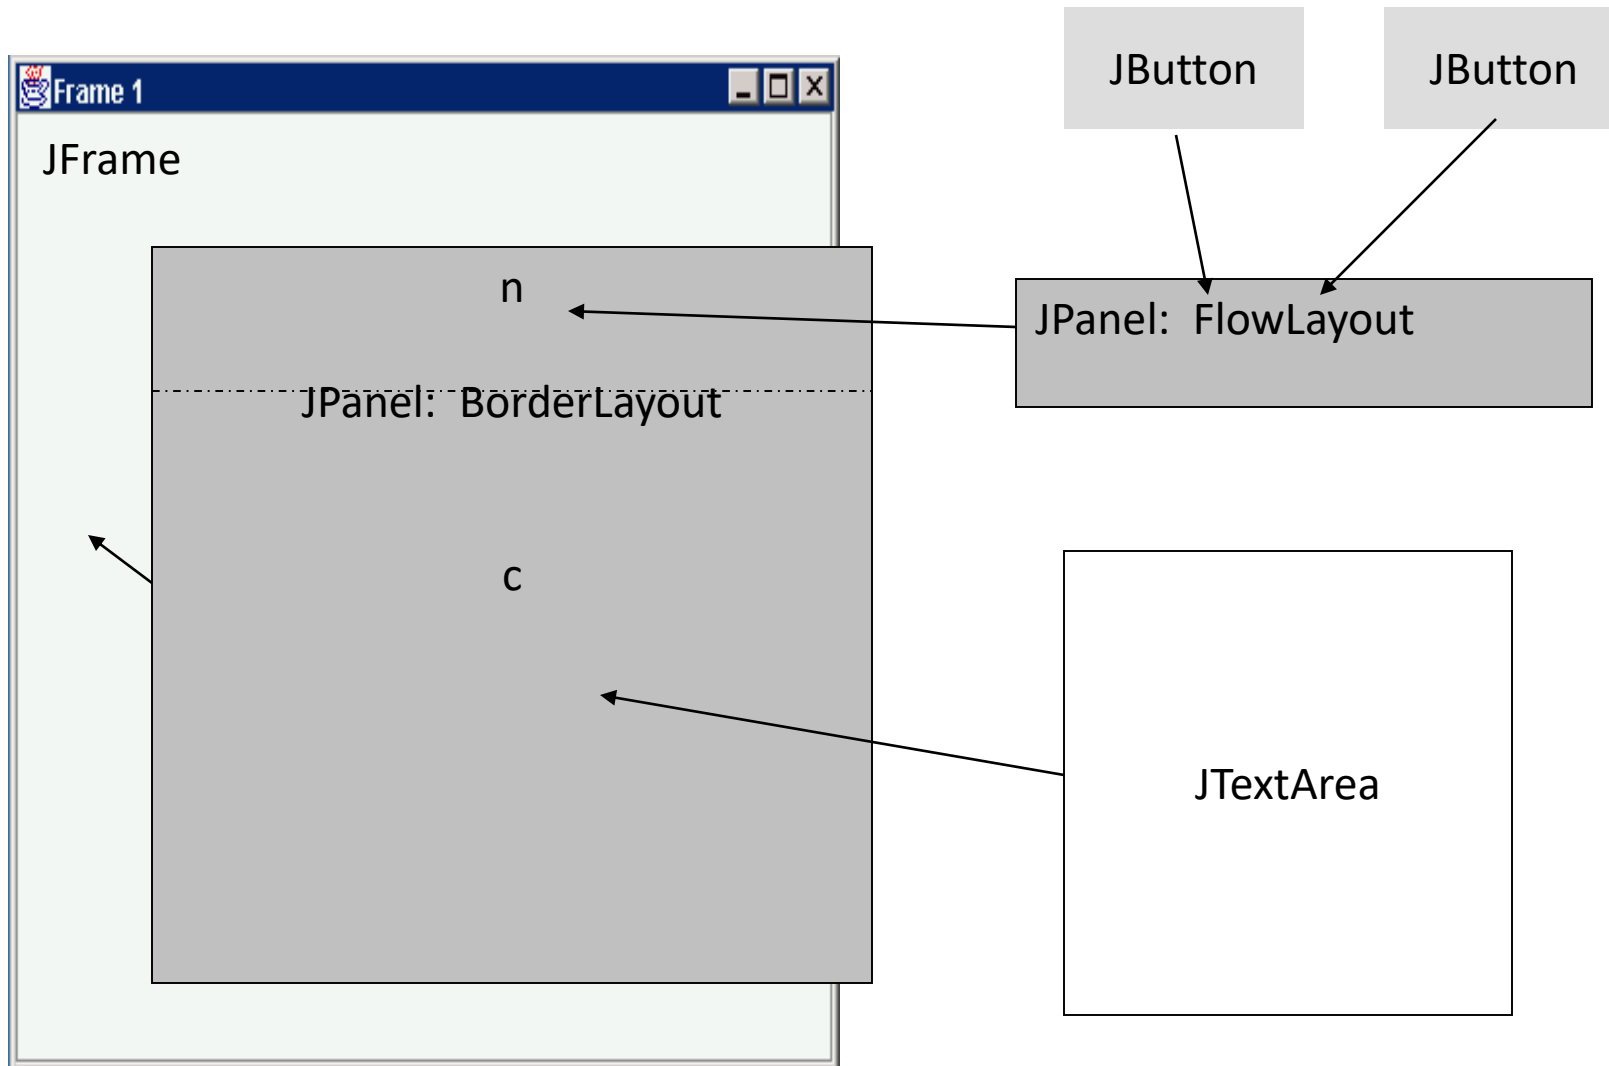 Frame 1
JFrame
JButton
JButton
n
JPanel: FlowLayout
JPanel: BorderLayout
c
JTextArea